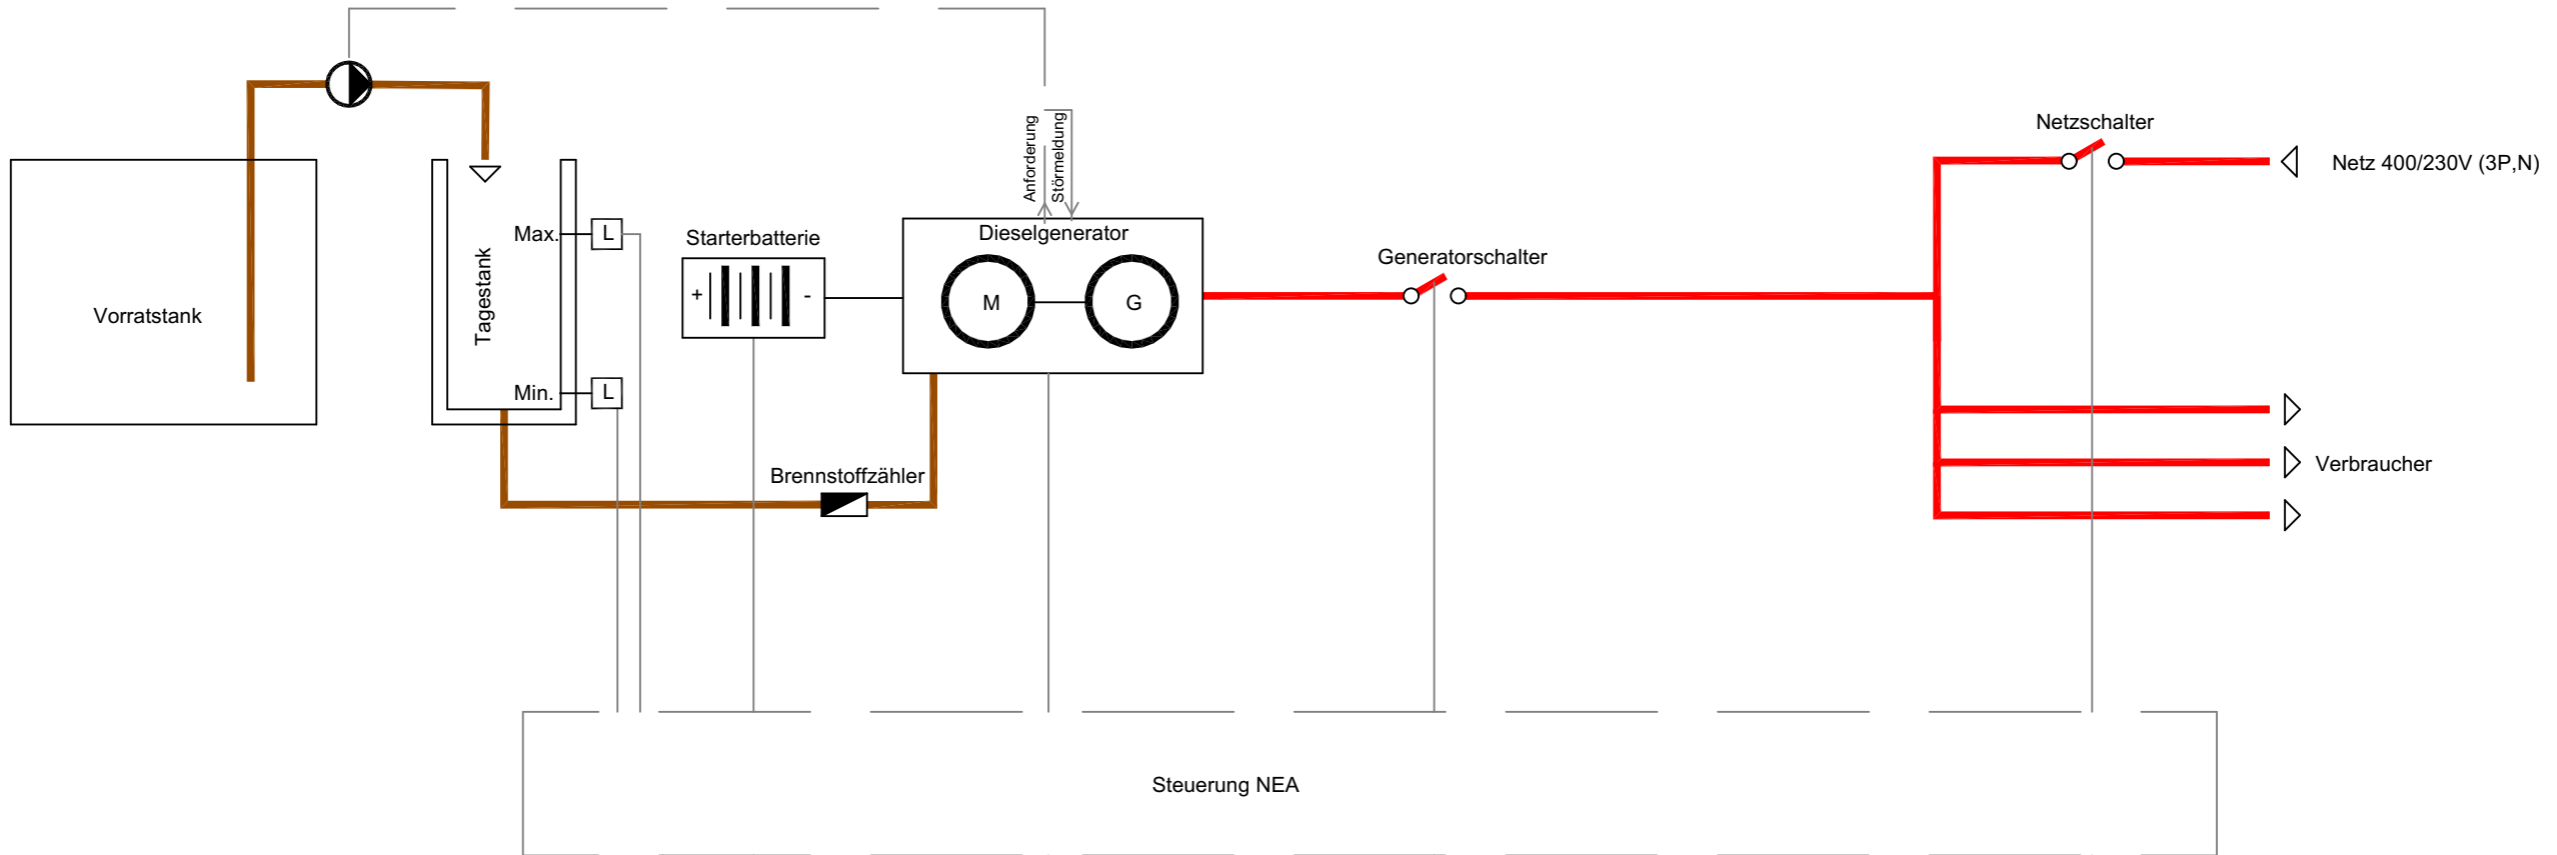 Netzschalter
Netz 400/230V (3P,N)
Anforderung
Störmeldung
Max.
L
Starterbatterie
Dieselgenerator
Generatorschalter
Tagestank
+
-
M
G
Vorratstank
Min.
L
Brennstoffzähler
Verbraucher
Steuerung NEA